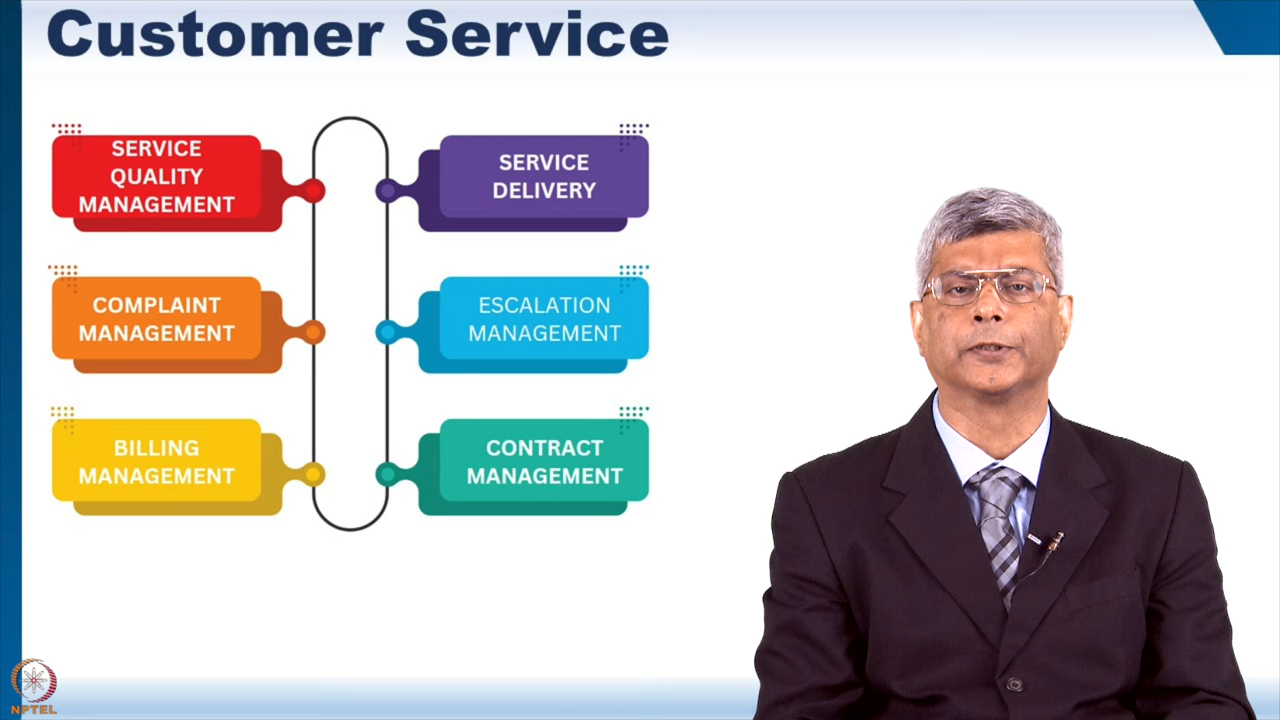 Customer Service
SERVICE
QUALITY
MANAGEMENT
SERVICE
DELIVERY
COMPLAINT
MANAGEMENT
ESCALATION
MANAGEMENT
BILLING
MANAGEMENT
CONTRACT
MANAGEMENT
NPTEL